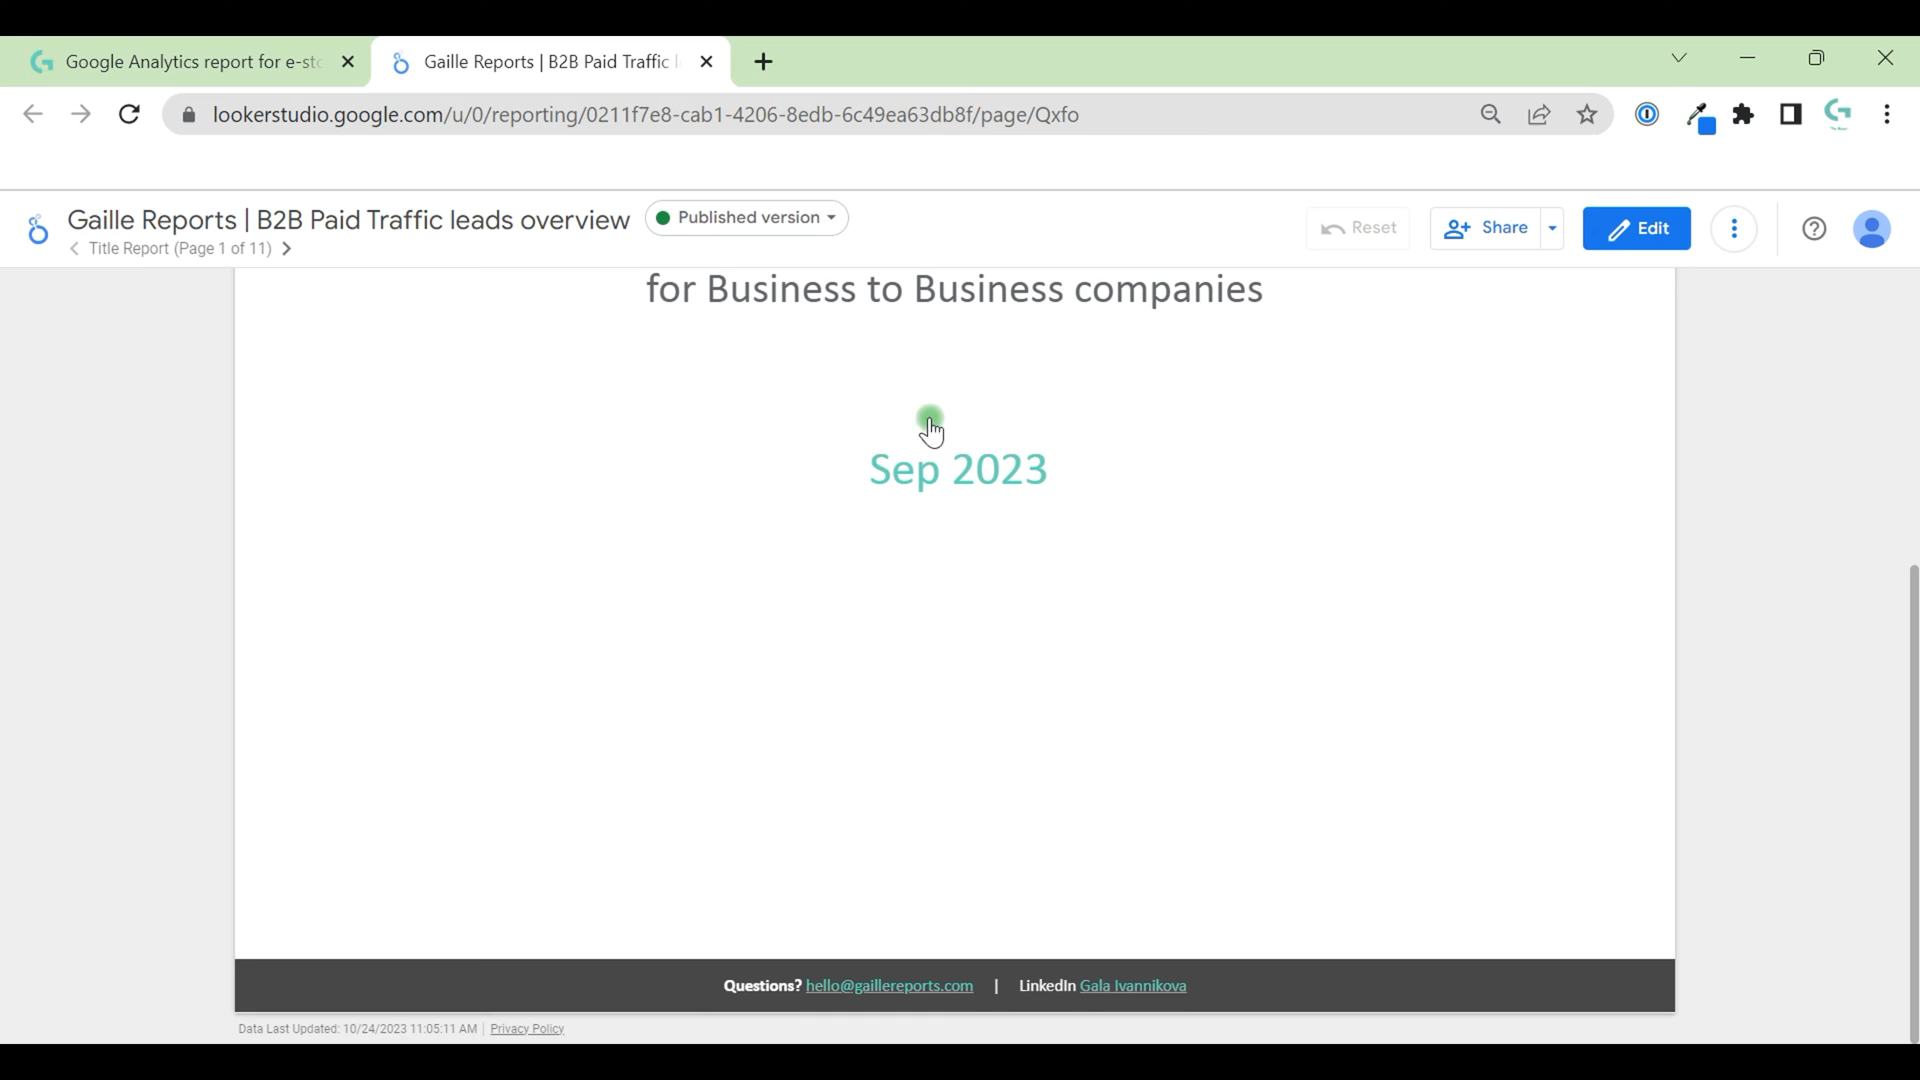 Google Analytics report for e-sto
Gaille Reports | B2B Paid Traffic l
lookerstudio.google.com/u/0/reporting/0211f7e8-cab1-4206-8edb-6c49ea63db8f/page/Qxfo
Gaille Reports | B2B Paid Traffic leads overview
Published version
Reset
Share
Edit
Title Report (Page 1 of 11)
for Business to Business companies
Sep 2023
Questions? hello@gaillereports.com | LinkedIn Gala Ivannikova
Data Last Updated: 10/24/2023 11:05:11 AM Privacy Policy